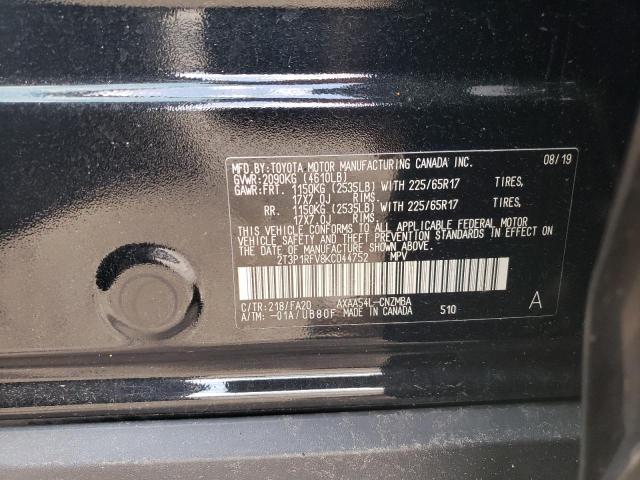 MFD.BY:TOYOTA MOTOR MANUFACTURING CANADA INC. 08/19
GVWR:2090KG (4610LB)
GAWR:FRT. 1150KG (2535LB) WITH 225/65R17 TIRES,
17X7.0J RIMS.
RR. 1150KG (2535LB) WITH 225/65R17 TIRES,
17X7.0J RIMS.
THIS VEHICLE CONFORMS TO ALL APPLICABLE FEDERAL MOTOR
VEHICLE SAFETY AND THEFT PREVENTION STANDARDS IN EFFECT
ON THE DATE OF MANUFACTURE SHOWN ABOVE.
2T3P1RFV8KC044752 MPV
C/TR:218/FA20 AXAA54L-CNZMBA A
A/TM: -01A/UB80F MADE IN CANADA 510